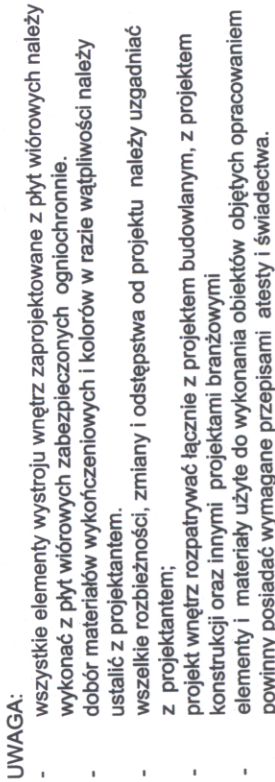 UWAGA:
- wszystkie elementy wystroju wnętrz zaprojektowane z płyt wiórowych należy
wykonać z płyt wiórowych zabezpieczonych ogniochronnie.
- dobór materiałów wykończeniowych i kolorów w razie wątpliwości należy
ustalić z projektantem.
- wszelkie rozbieżności, zmiany i odstępstwa od projektu należy uzgadniać
z projektantem;
- projekt wnętrz rozpatrywać łącznie z projektem budowlanym, z projektem
konstrukcji oraz innymi projektami branżowymi
- elementy i materiały użyte do wykonania obiektów objętych opracowaniem
powinny posiadać wymagane przepisami atesty i świadectwa.